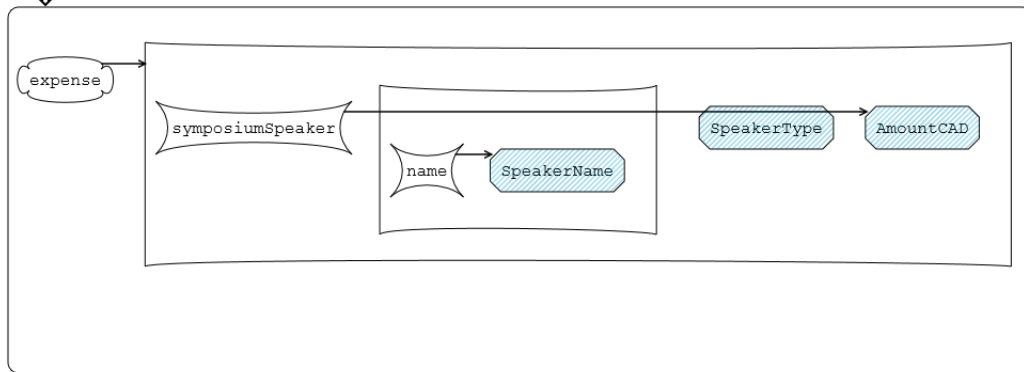 expense
symposiumSpeaker
SpeakerType
AmountCAD
name
SpeakerName